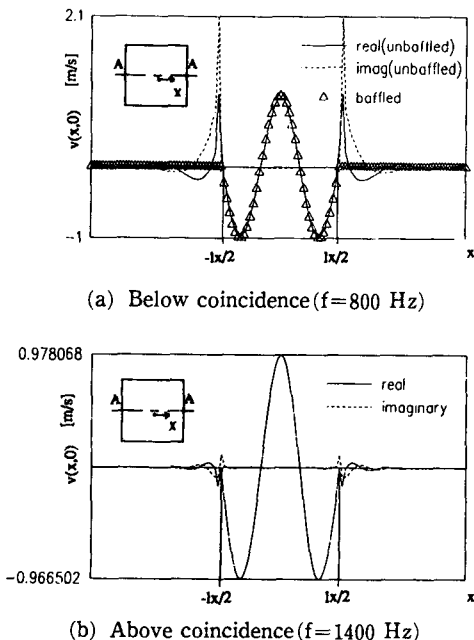 2.1
[m/s]
v(x,0)
A
A
x
real(unbaffled)
imag(unbaffled)
baffled
-1
-lx/2
lx/2
x
(a) Below coincidence (f=800 Hz)
0.978068
[m/s]
v(x,0)
A
A
x
real
imaginary
-0.966502
-lx/2
lx/2
x
(b) Above coincidence (f=1400 Hz)